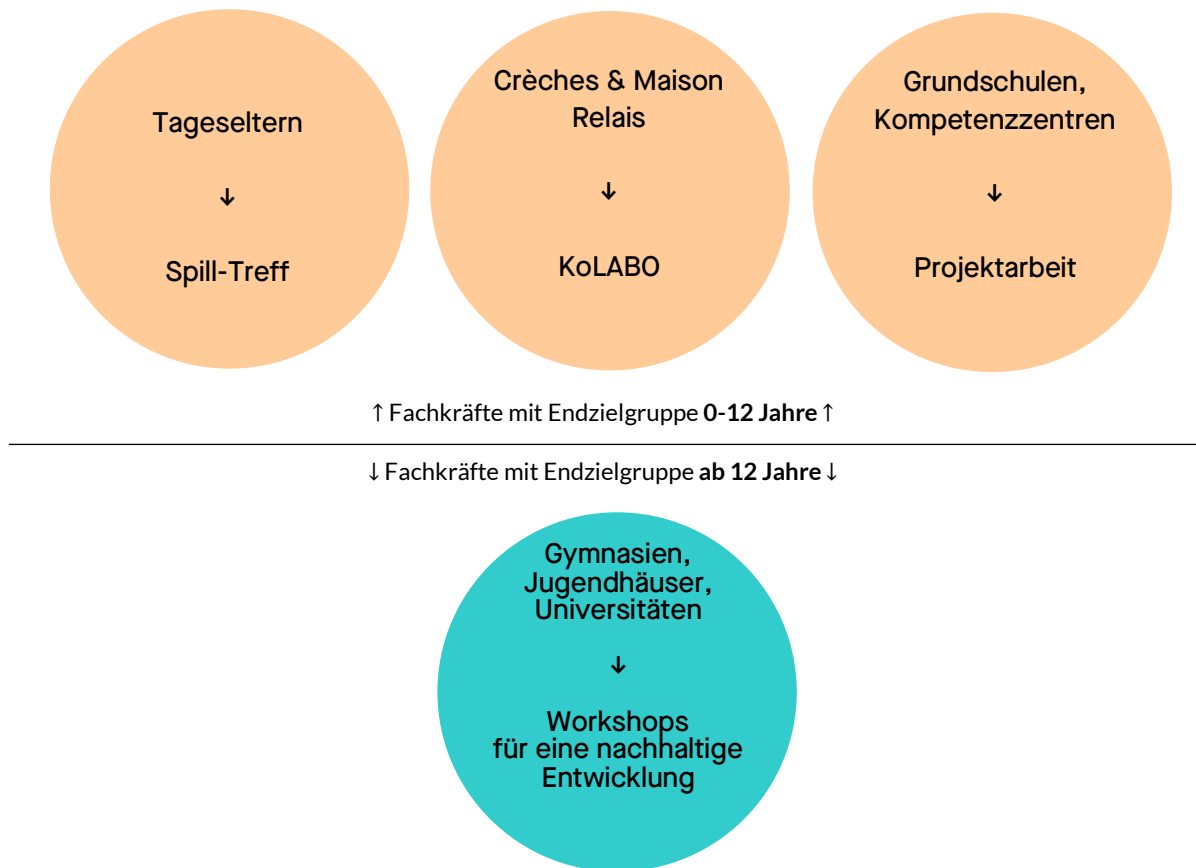 Tageseltern
↓
Spill-Treff
Crèches & Maison
Relais
↓
KoLABO
Grundschulen,
Kompetenzzentren
↓
Projektarbeit
↑ Fachkräfte mit Endzielgruppe 0-12 Jahre ↑
↓ Fachkräfte mit Endzielgruppe ab 12 Jahre ↓
Gymnasien,
Jugendhäuser,
Universitäten
↓
Workshops
für eine nachhaltige
Entwicklung